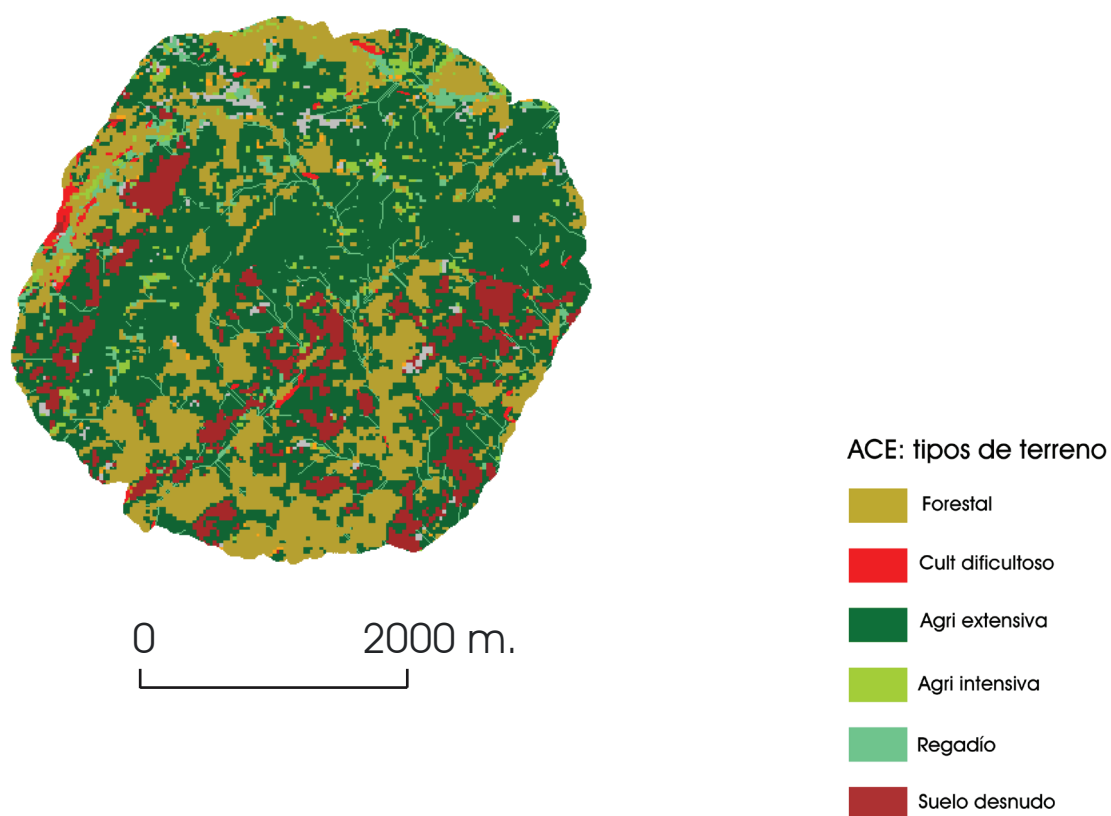 ACE: tipos de terreno
Forestal
Cult dificultoso
Agri extensiva
Agri intensiva
Regadío
Suelo desnudo
0 2000 m.